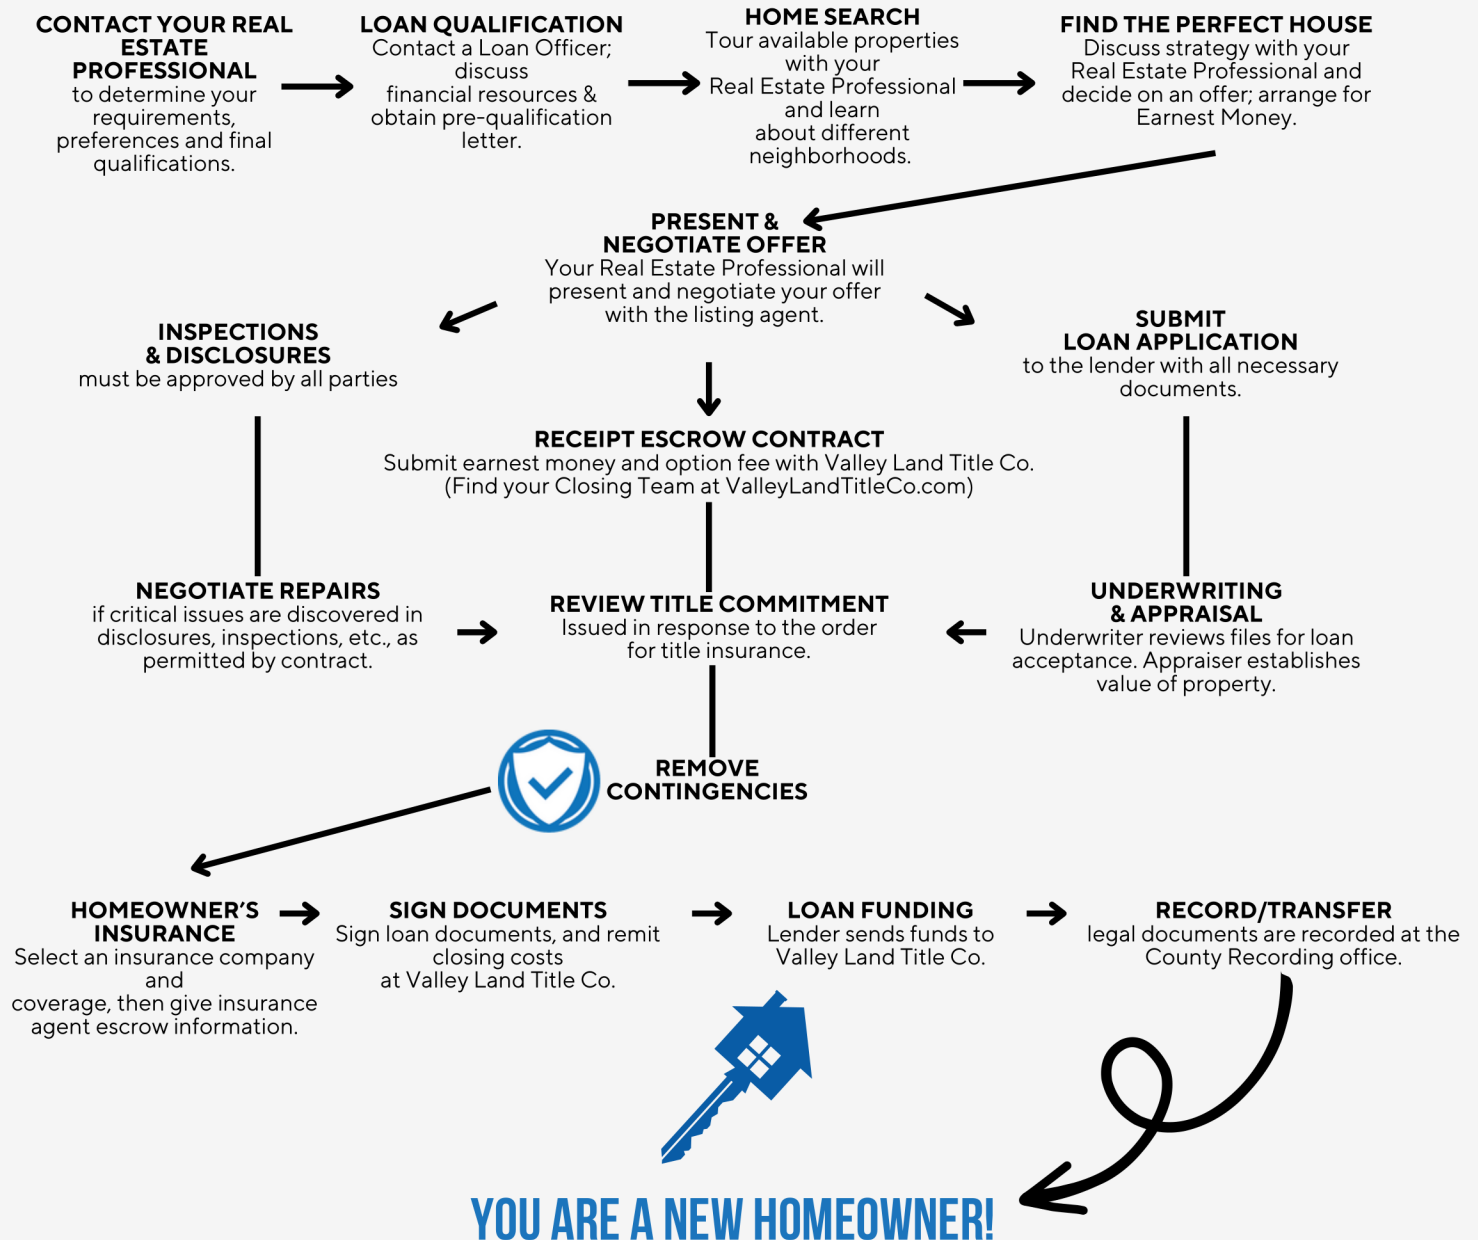 CONTACT YOUR REAL
ESTATE
PROFESSIONAL
to determine your
requirements,
preferences and final
qualifications.
LOAN QUALIFICATION
Contact a Loan Officer;
discuss
financial resources &
obtain pre-qualification
letter.
HOME SEARCH
Tour available properties
with your
Real Estate Professional
and learn
about different
neighborhoods.
FIND THE PERFECT HOUSE
Discuss strategy with your
Real Estate Professional and
decide on an offer; arrange for
Earnest Money.
PRESENT &
NEGOTIATE OFFER
Your Real Estate Professional will
present and negotiate your offer
with the listing agent.
INSPECTIONS
& DISCLOSURES
must be approved by all parties
SUBMIT
LOAN APPLICATION
to the lender with all necessary
documents.
RECEIPT ESCROW CONTRACT
Submit earnest money and option fee with Valley Land Title Co.
(Find your Closing Team at ValleyLandTitleCo.com)
NEGOTIATE REPAIRS
if critical issues are discovered in
disclosures, inspections, etc., as
permitted by contract.
REVIEW TITLE COMMITMENT
Issued in response to the order
for title insurance.
UNDERWRITING
& APPRAISAL
Underwriter reviews files for loan
acceptance. Appraiser establishes
value of property.
REMOVE
CONTINGENCIES
HOMEOWNER'S
INSURANCE
Select an insurance company
and
coverage, then give insurance
agent escrow information.
SIGN DOCUMENTS
Sign loan documents, and remit
closing costs
at Valley Land Title Co.
LOAN FUNDING
Lender sends funds to
Valley Land Title Co.
RECORD/TRANSFER
legal documents are recorded at the
County Recording office.
YOU ARE A NEW HOMEOWNER!